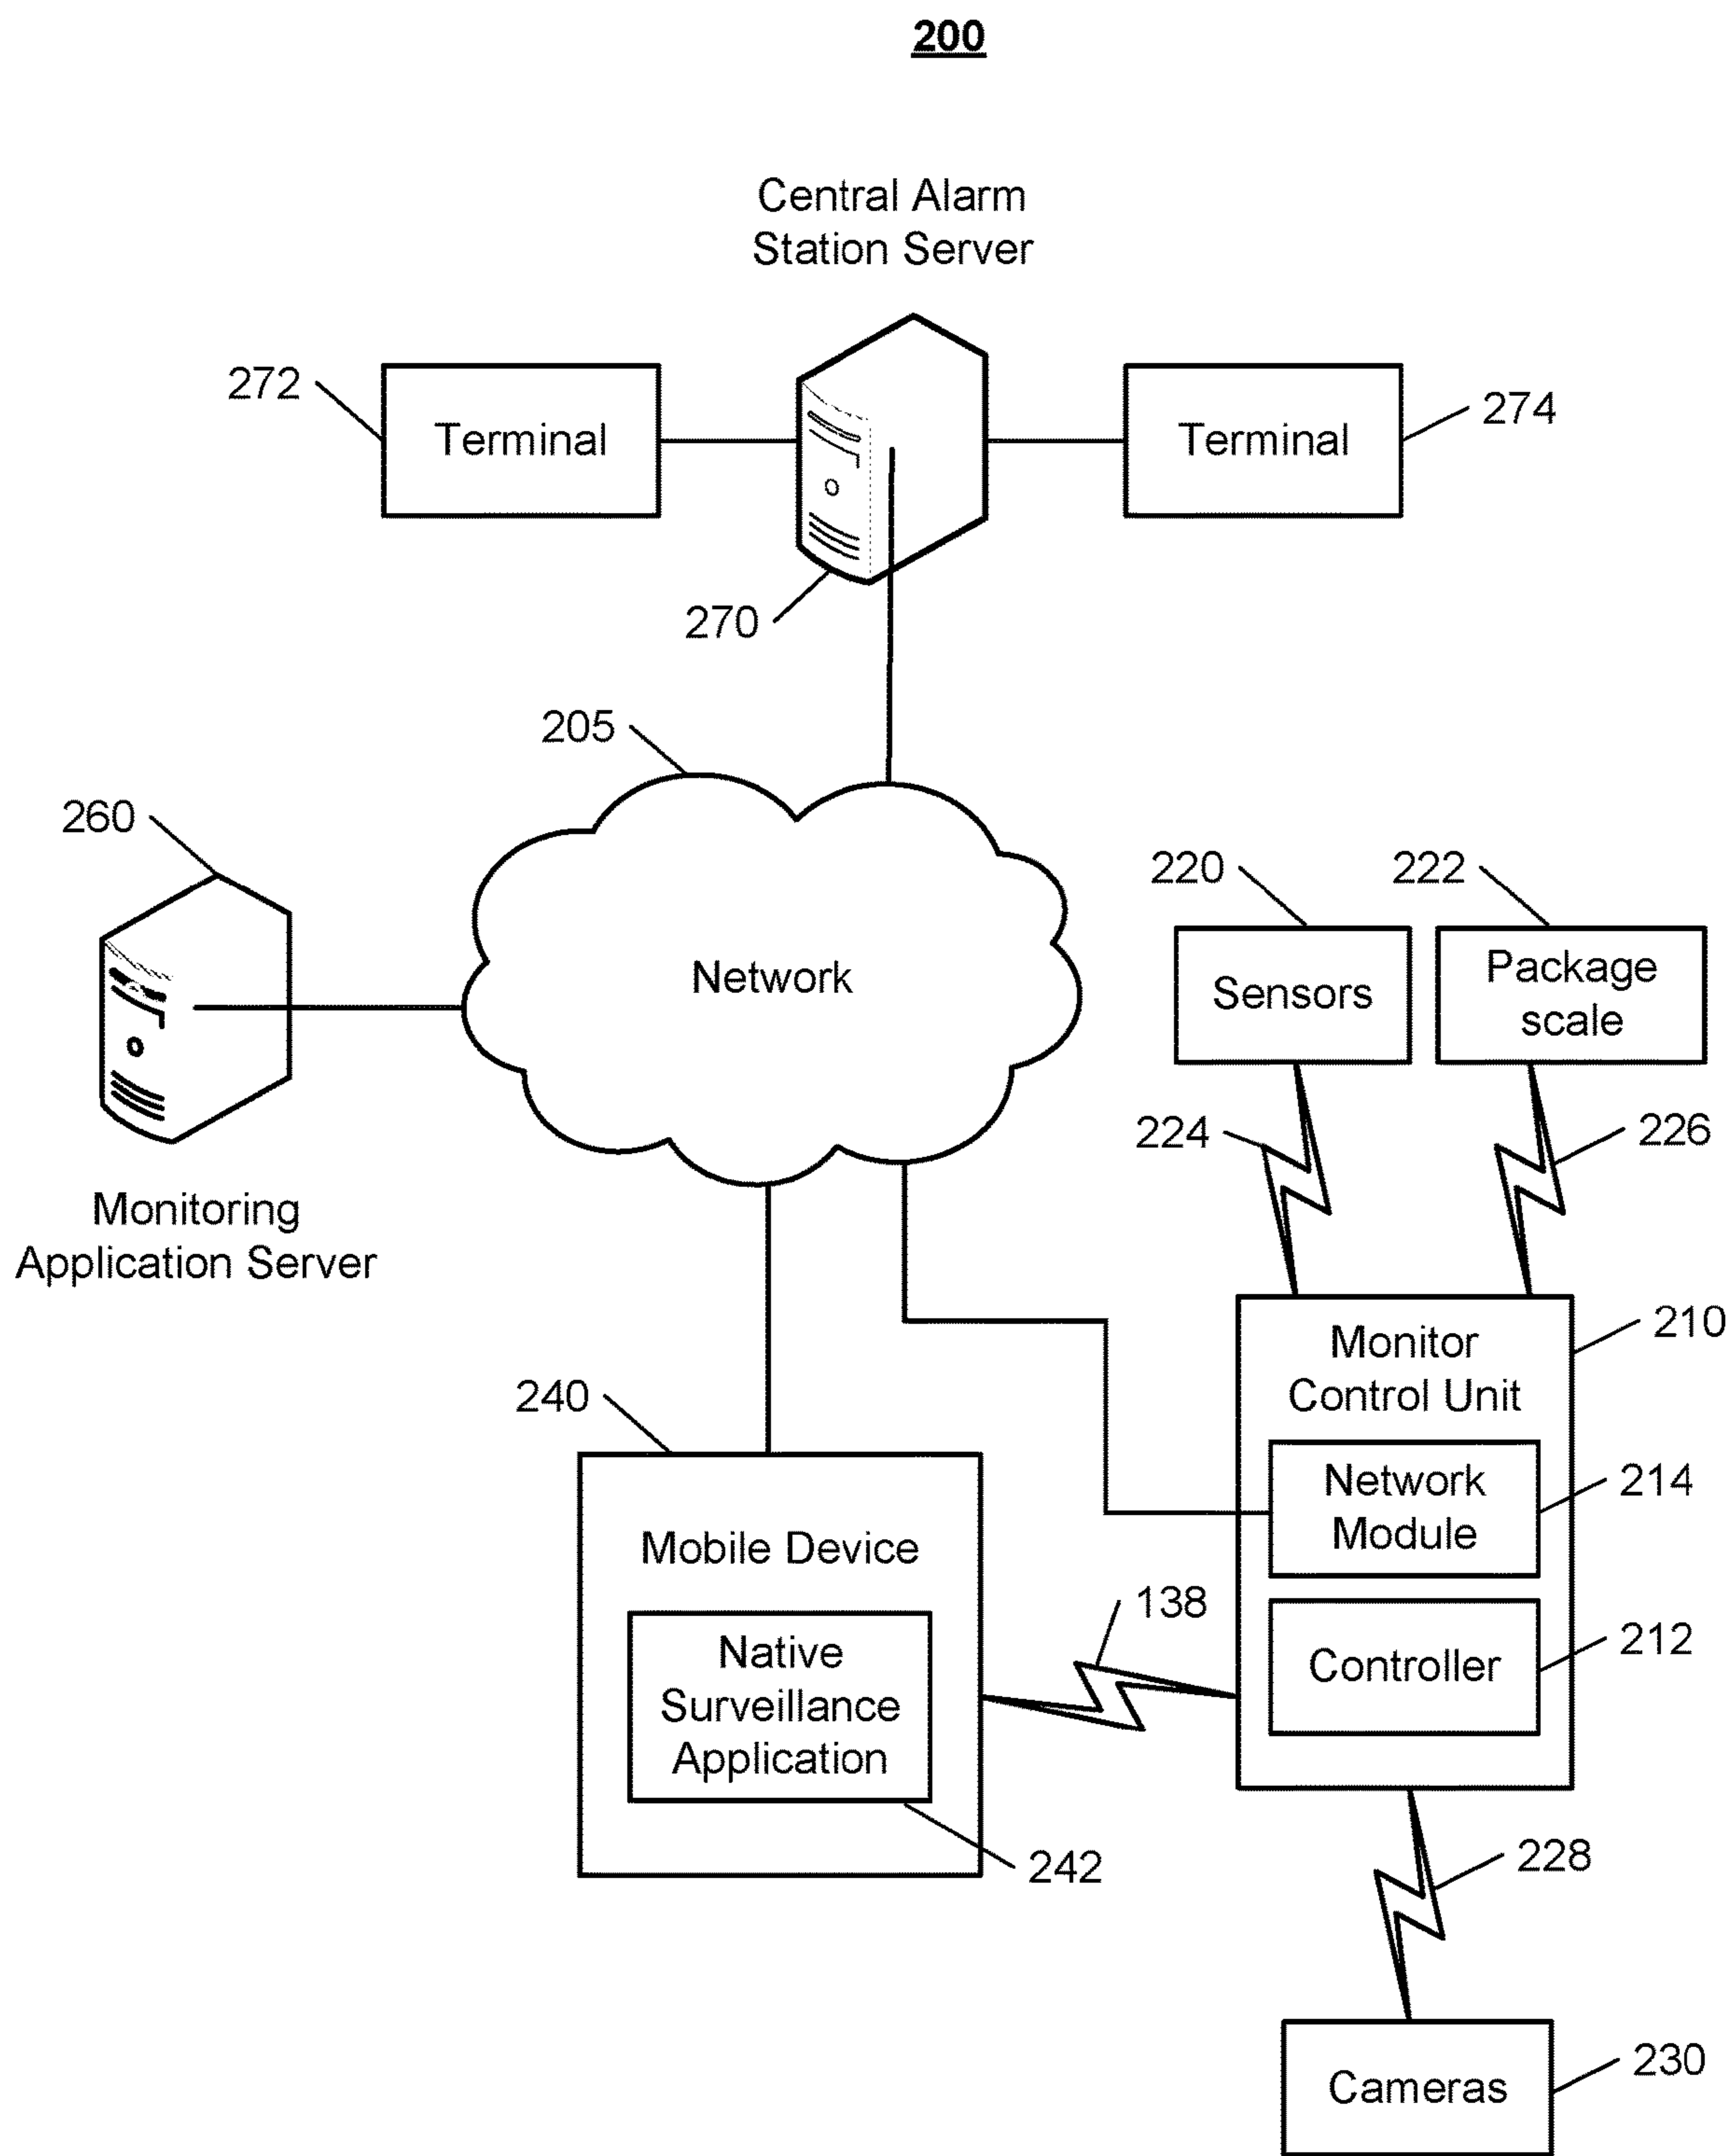 200
Central Alarm
Station Server
272
Terminal
Terminal
274
270
205
260
Network
220
222
Sensors
Package
scale
224
226
Monitoring
Application Server
Monitor
Control Unit
210
240
Network
Module
214
Mobile Device
138
Controller
212
Native
Surveillance
Application
242
228
Cameras
230